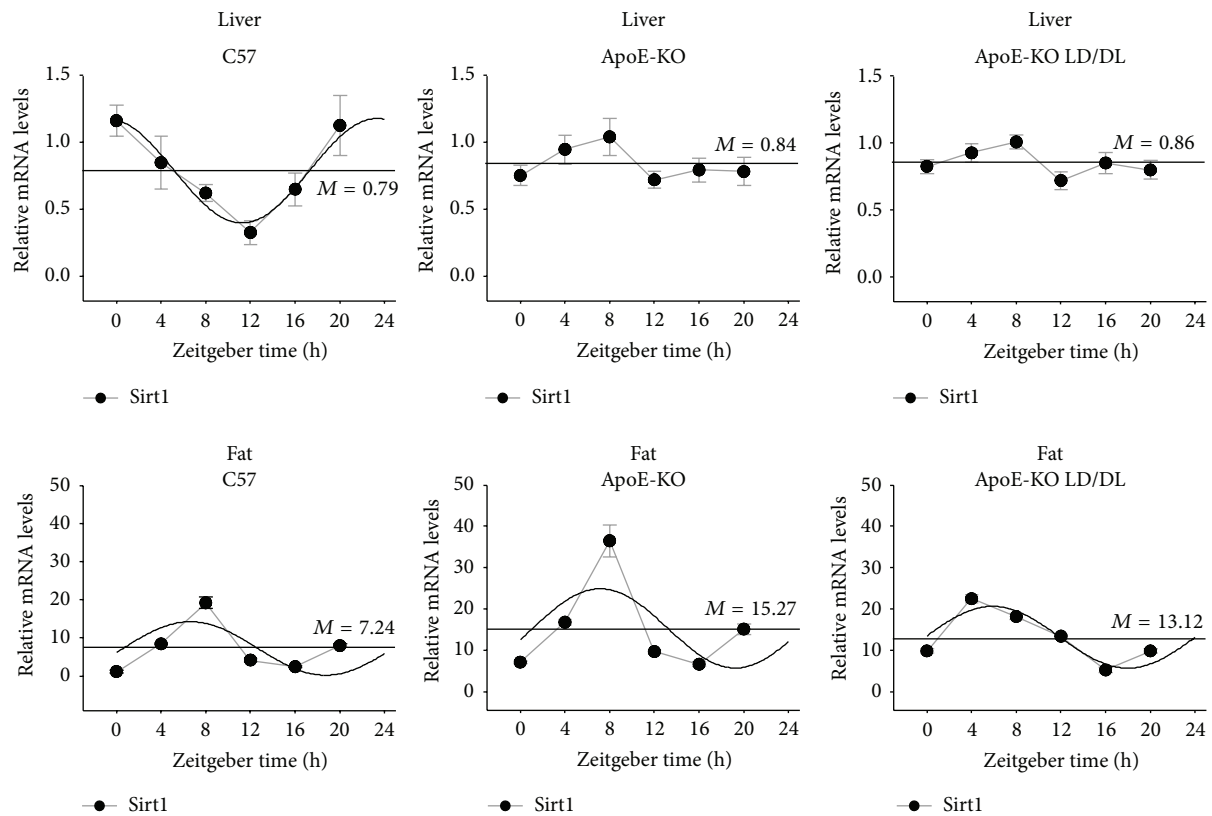 Liver
C57
Relative mRNA levels
1.5
1.0
0.5
0.0
M = 0.79
0 4 8 12 16 20 24
Zeitgeber time (h)
Sirt1
Liver
ApoE-KO
Relative mRNA levels
1.5
1.0
0.5
0.0
M = 0.84
0 4 8 12 16 20 24
Zeitgeber time (h)
Sirt1
Liver
ApoE-KO LD/DL
Relative mRNA levels
1.5
1.0
0.5
0.0
M = 0.86
0 4 8 12 16 20 24
Zeitgeber time (h)
Sirt1
Fat
C57
Relative mRNA levels
50
40
30
20
10
0
M = 7.24
0 4 8 12 16 20 24
Zeitgeber time (h)
Sirt1
Fat
ApoE-KO
Relative mRNA levels
50
40
30
20
10
0
M = 15.27
0 4 8 12 16 20 24
Zeitgeber time (h)
Sirt1
Fat
ApoE-KO LD/DL
Relative mRNA levels
50
40
30
20
10
0
M = 13.12
0 4 8 12 16 20 24
Zeitgeber time (h)
Sirt1